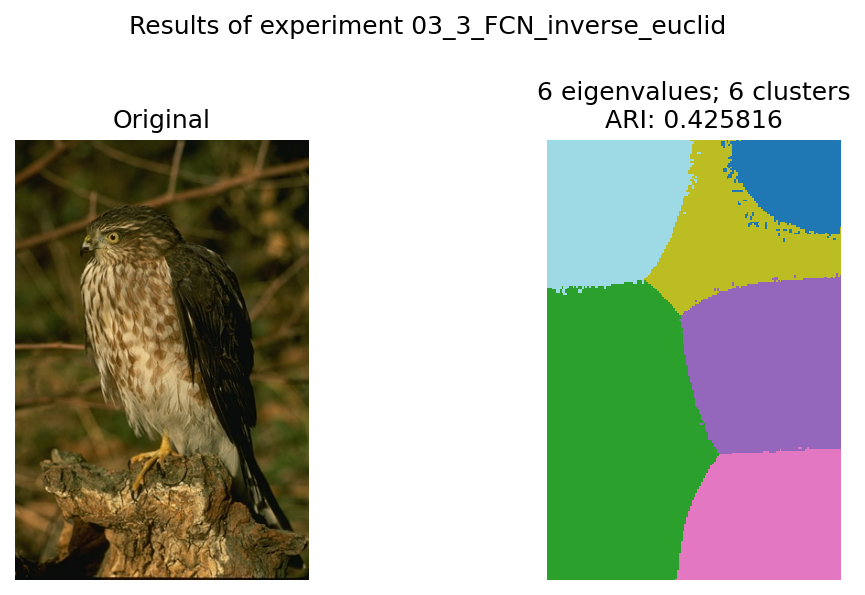 Results of experiment 03_3_FCN_inverse_euclid
Original
6 eigenvalues; 6 clusters
ARI: 0.425816